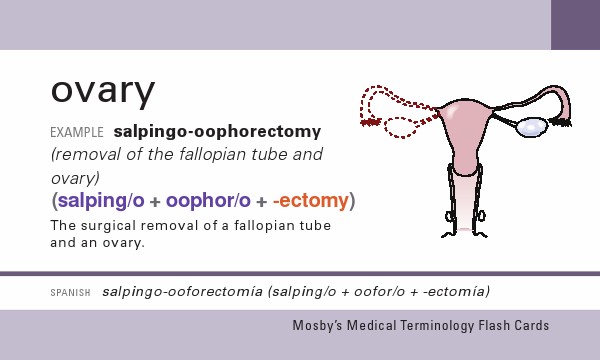 ovary
EXAMPLE salpingo-oophorectomy
(removal of the fallopian tube and
ovary)
(salping/o + oophor/o + -ectomy)
The surgical removal of a fallopian tube
and an ovary.
SPANISH salpingo-ooforectomía (salping/o + oofor/o + -ectomía)
Mosby's Medical Terminology Flash Cards